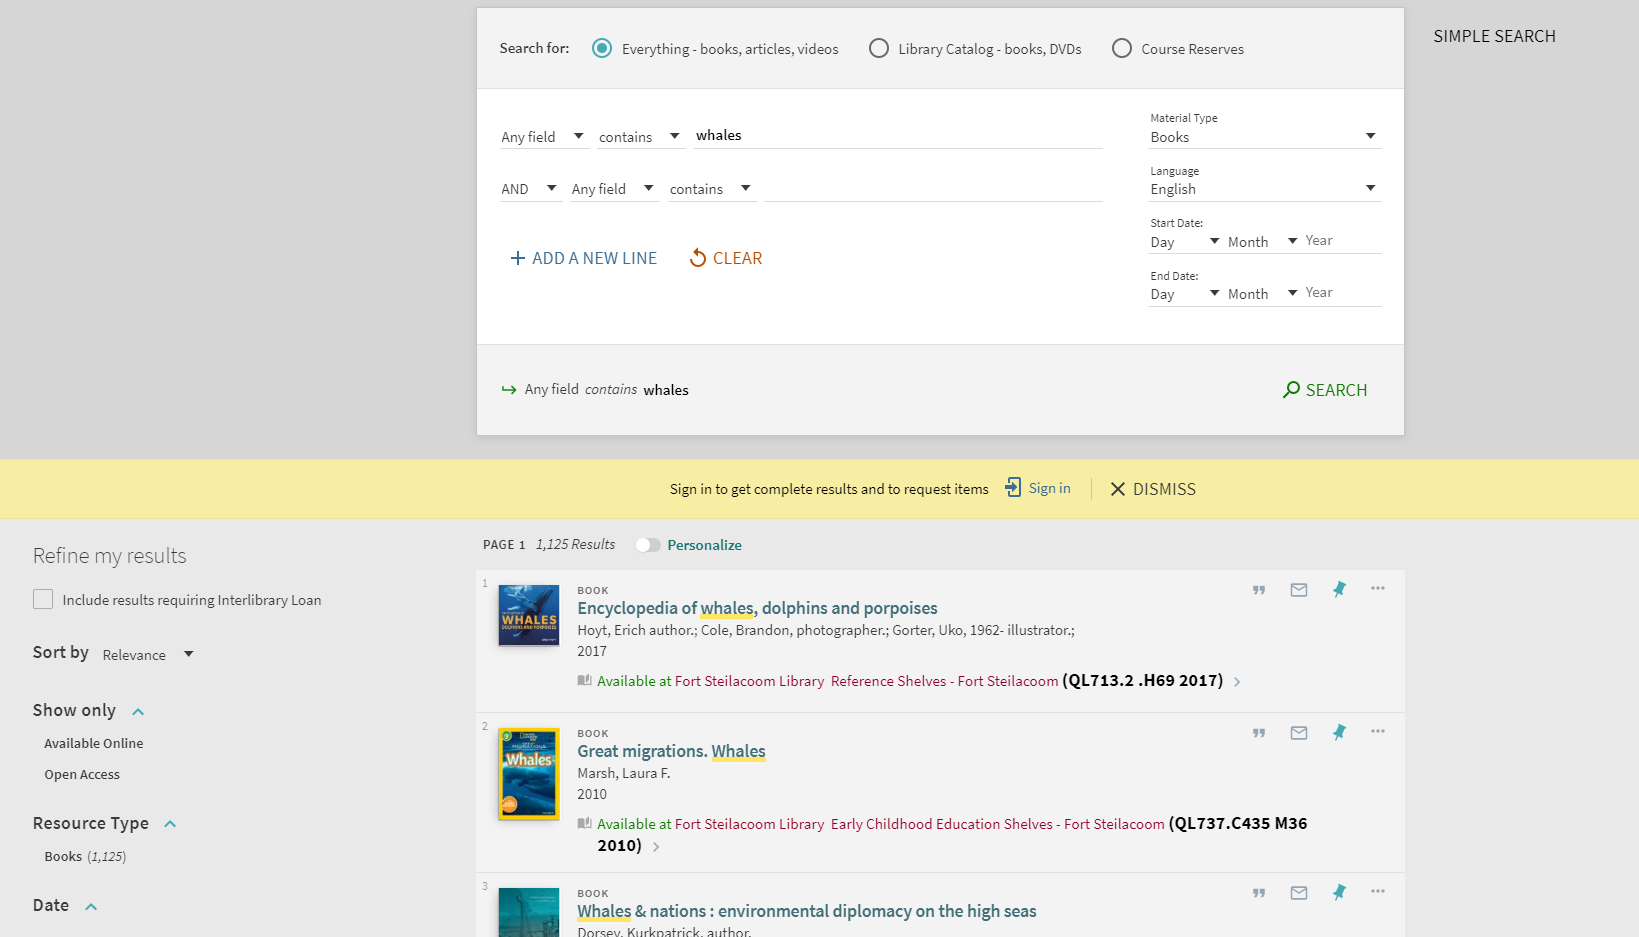 Search for: Everything - books, articles, videos Library Catalog - books, DVDs Course Reserves
SIMPLE SEARCH
Any field contains whales
AND Any field contains
+ ADD A NEW LINE CLEAR
Material Type
Books
Language
English
Start Date:
Day Month Year
End Date:
Day Month Year
Any field contains whales
SEARCH
Sign in to get complete results and to request items Sign in DISMISS
Refine my results
Include results requiring Interlibrary Loan
Sort by Relevance
Show only
Available Online
Open Access
Resource Type
Books (1,125)
Date
PAGE 1 1,125 Results Personalize
1
WHALES
DOLPHINS AND PORPOISES
BOOK
Encyclopedia of whales, dolphins and porpoises
Hoyt, Erich author.; Cole, Brandon, photographer.; Gorter, Uko, 1962- illustrator.;
2017
Available at Fort Steilacoom Library Reference Shelves - Fort Steilacoom (QL713.2 .H69 2017)
2
Whales
BOOK
Great migrations. Whales
Marsh, Laura F.
2010
Available at Fort Steilacoom Library Early Childhood Education Shelves - Fort Steilacoom (QL737.C435 M36
2010)
3
BOOK
Whales & nations : environmental diplomacy on the high seas
Dorsey, Kurkpatrick, author.